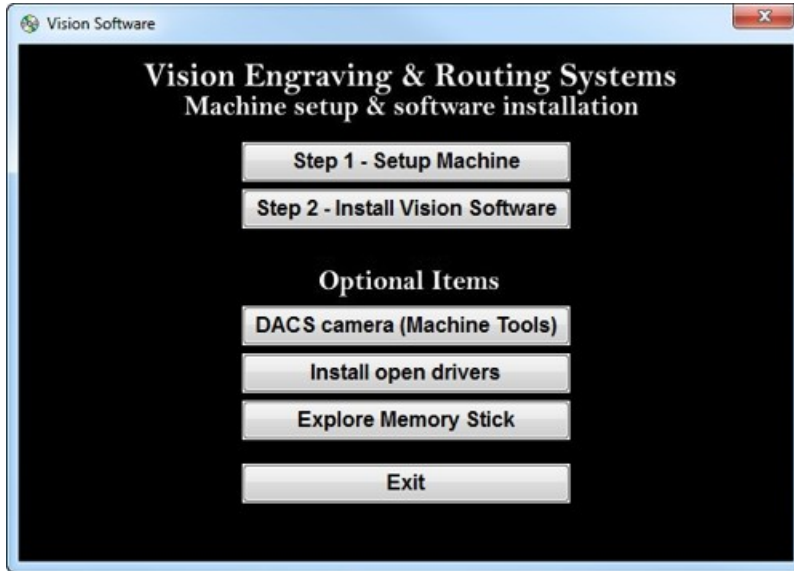 Vision Software
Vision Engraving & Routing Systems
Machine setup & software installation
Step 1 - Setup Machine
Step 2 - Install Vision Software
Optional Items
DACS camera (Machine Tools)
Install open drivers
Explore Memory Stick
Exit